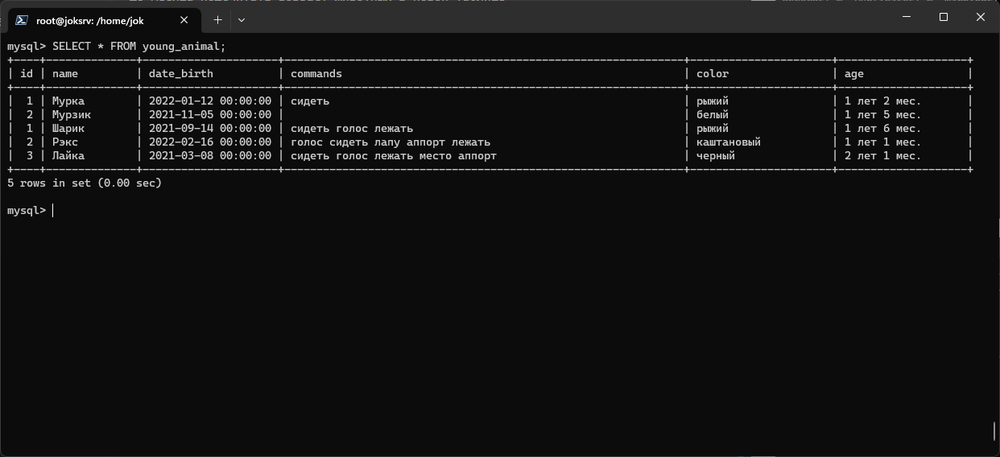 root@joksrv: /home/jok
mysql> SELECT * FROM young_animal;
+----+--------------+---------------------+--------------------------------------------------------------+----------------------+--------------------+
| id | name | date_birth | commands | color | age |
+----+--------------+---------------------+--------------------------------------------------------------+----------------------+--------------------+
| 1 | Мурка | 2022-01-12 00:00:00 | сидеть | рыжий | 1 лет 2 мес. |
| 2 | Мурзик | 2021-11-05 00:00:00 | | белый | 1 лет 5 мес. |
| 1 | Шарик | 2021-09-14 00:00:00 | сидеть голос лежать | рыжий | 1 лет 6 мес. |
| 2 | Рэкс | 2022-02-16 00:00:00 | голос сидеть лапу аппорт лежать | каштановый | 1 лет 1 мес. |
| 3 | Лайка | 2021-03-08 00:00:00 | сидеть голос лежать место аппорт | черный | 2 лет 1 мес. |
+----+--------------+---------------------+--------------------------------------------------------------+----------------------+--------------------+
5 rows in set (0.00 sec)
mysql>